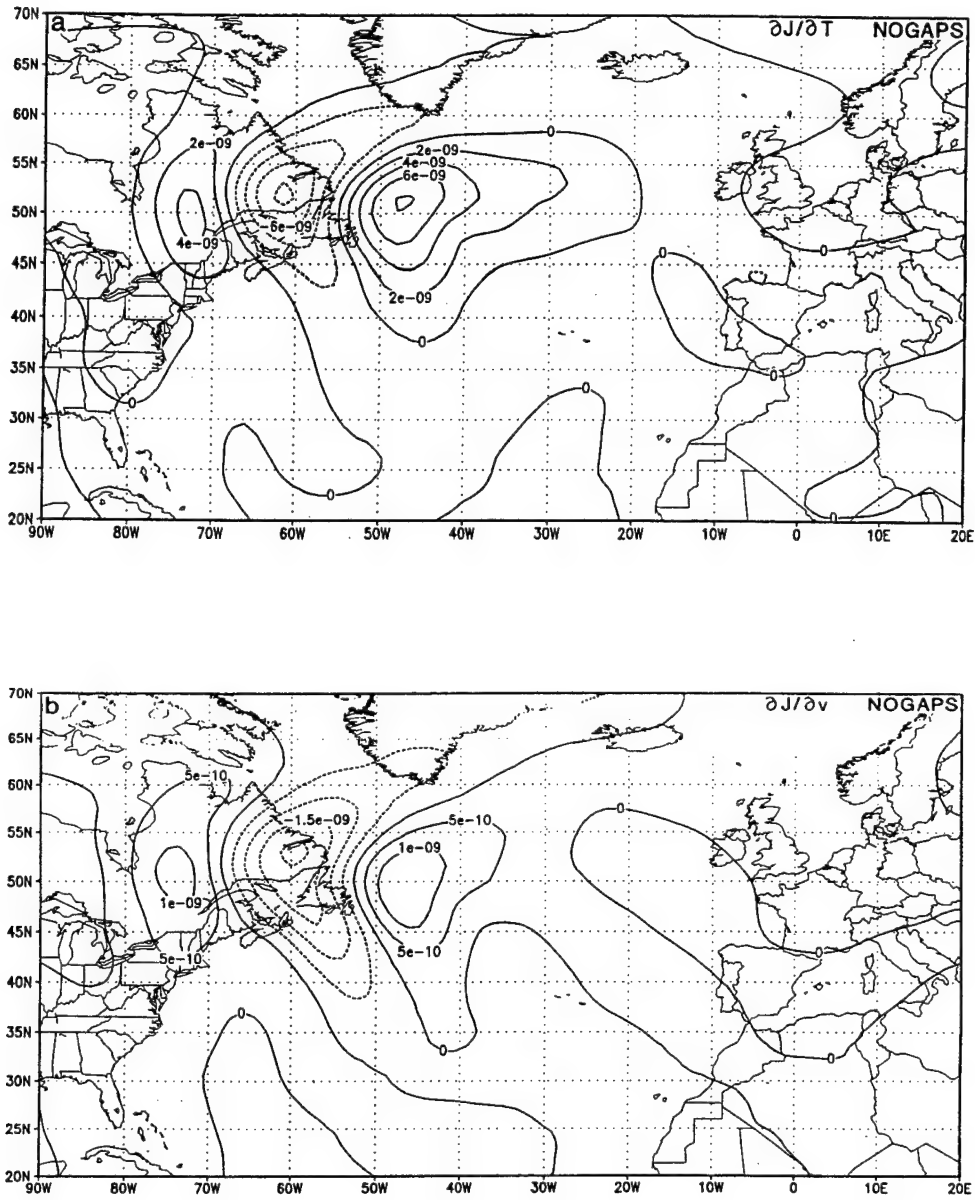 70N
a
∂J/∂T NOGAPS
65N
60N
0
2e-09
2e-09
55N
4e-09
6e-09
50N
-6e-09
4e-09
0
0
45N
2e-09
40N
0
35N
0
0
0
30N
25N
0
20N
0
90W 80W 70W 60W 50W 40W 30W 20W 10W 0 10E 20E
70N
b
∂J/∂v NOGAPS
65N
60N
5e-10
0
55N
-1.5e-09
5e-10
1e-09
50N
1e-09
45N
5e-10
5e-10
0
40N
0
35N
0
0
30N
25N
20N
90W 80W 70W 60W 50W 40W 30W 20W 10W 0 10E 20E